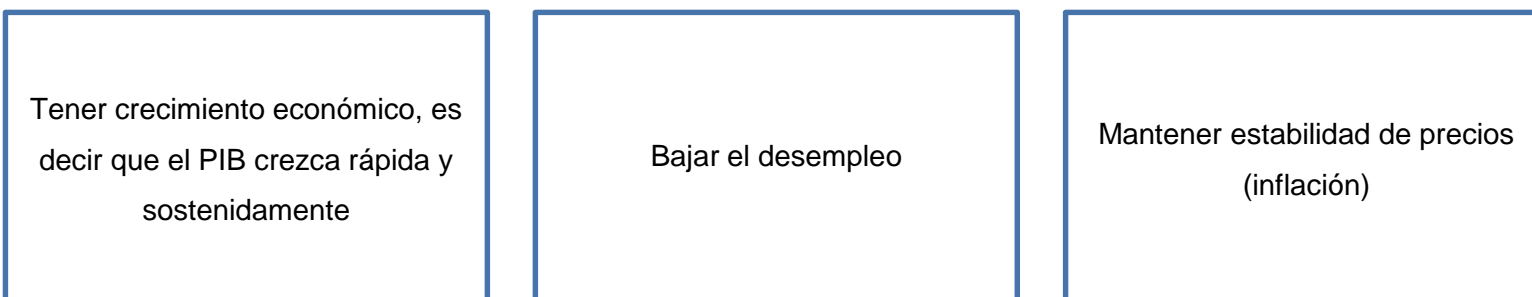 Tener crecimiento económico, es
decir que el PIB crezca rápida y
sostenidamente
Bajar el desempleo
Mantener estabilidad de precios
(inflación)